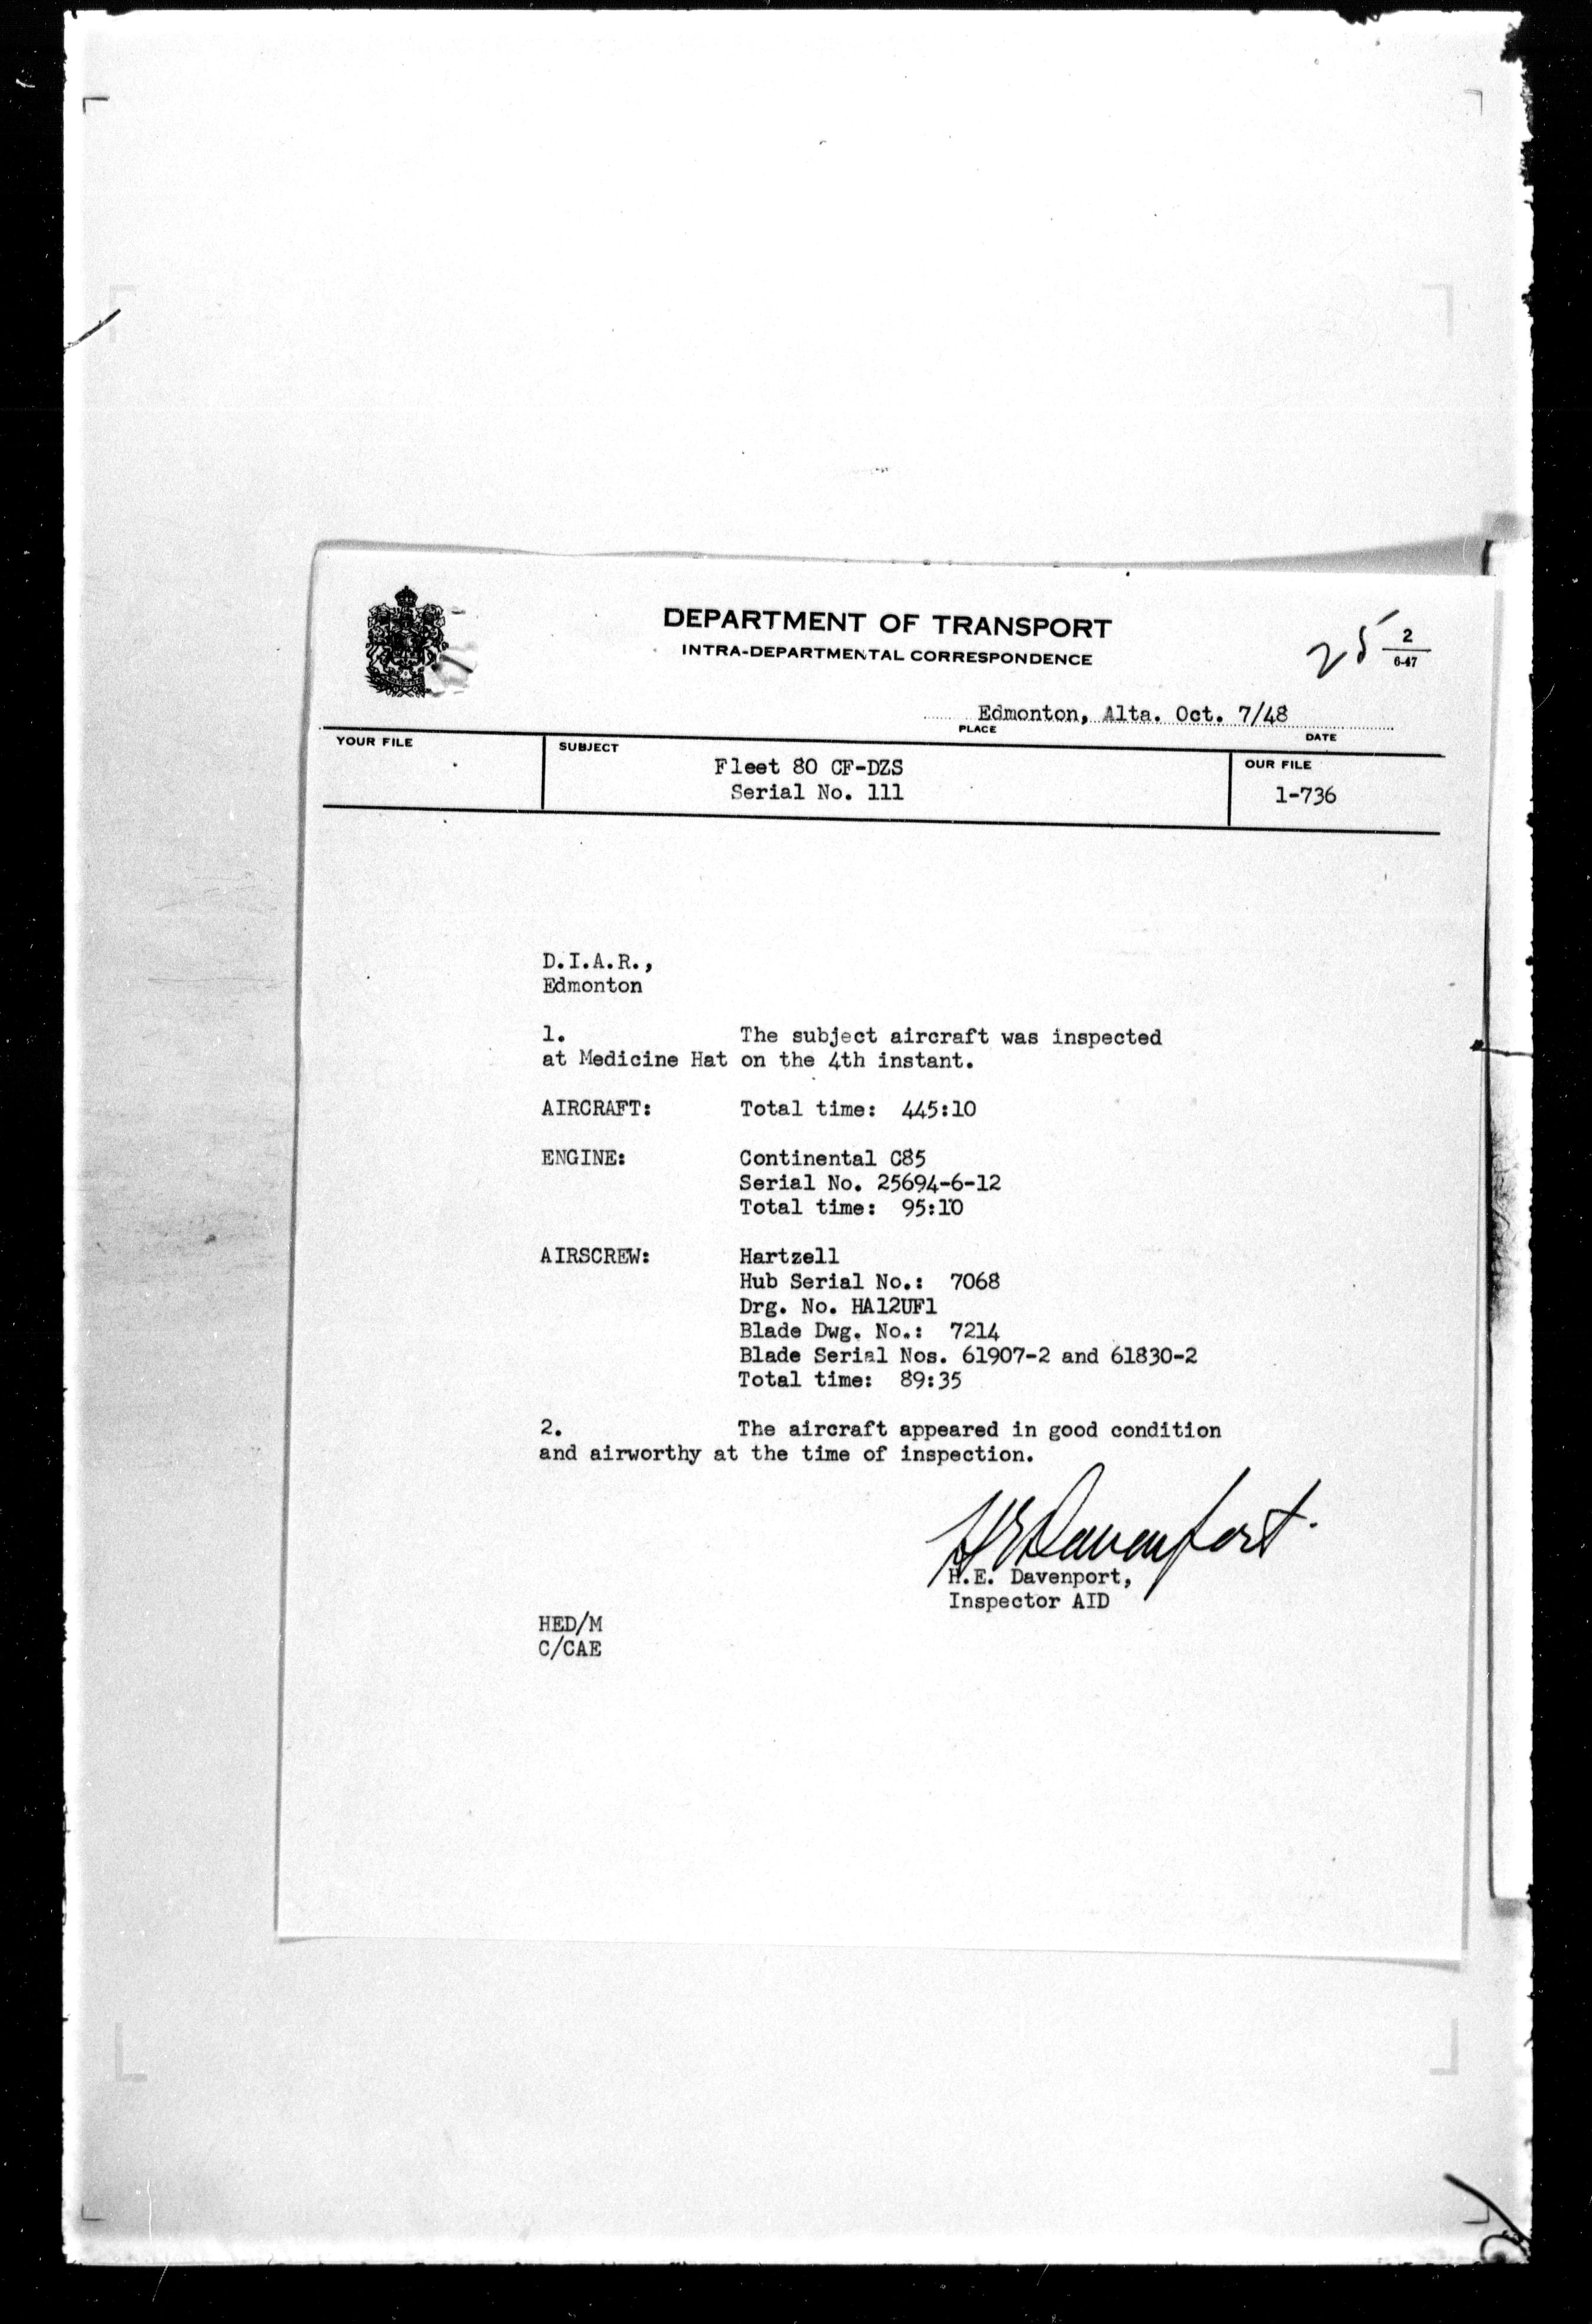 DEPARTMENT OF TRANSPORT
INTRA-DEPARTMENTAL CORRESPONDENCE
25
2
6-47
Edmonton, Alta. Oct. 7/48
PLACE
DATE
YOUR FILE
SUBJECT
Fleet 80 CF-DZS
Serial No. 111
OUR FILE
1-736
D.I.A.R.,
Edmonton
1. The subject aircraft was inspected
at Medicine Hat on the 4th instant.
AIRCRAFT: Total time: 445:10
ENGINE: Continental C85
Serial No. 25694-6-12
Total time: 95:10
AIRSCREW: Hartzell
Hub Serial No.: 7068
Drg. No. HA12UF1
Blade Dwg. No.: 7214
Blade Serial Nos. 61907-2 and 61830-2
Total time: 89:35
2. The aircraft appeared in good condition
and airworthy at the time of inspection.
HEDavenport.
H.E. Davenport,
Inspector AID
HED/M
C/CAE